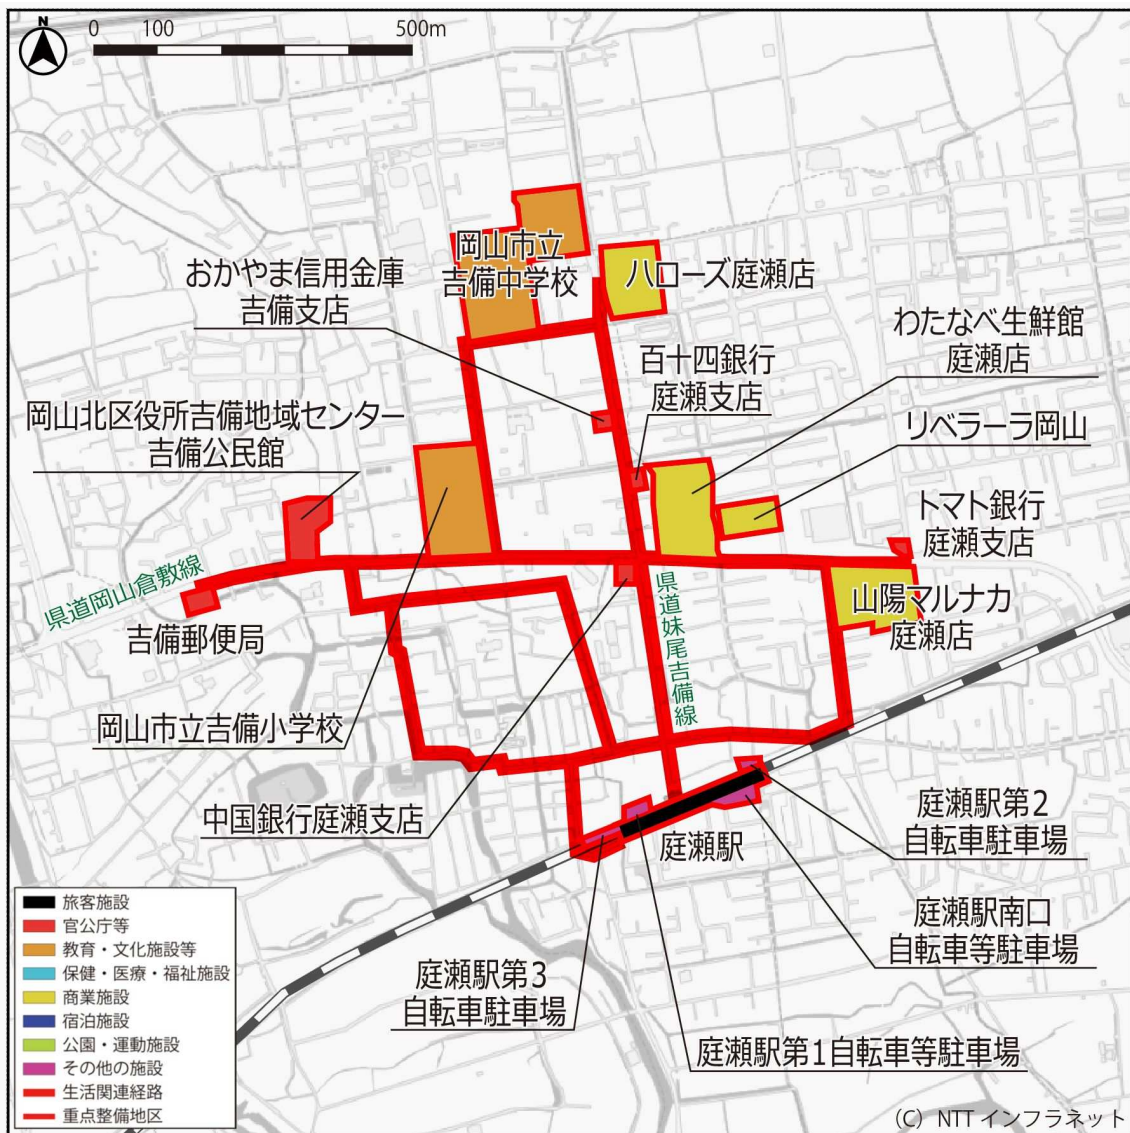 N
0 100 500m
岡山市立
吉備中学校
おかやま信用金庫
吉備支店
ハローズ庭瀬店
わたなべ生鮮館
庭瀬店
百十四銀行
庭瀬支店
リベラーラ岡山
岡山北区役所吉備地域センター
吉備公民館
トマト銀行
庭瀬支店
県道岡山倉敷線
吉備郵便局
県道妹尾吉備線
山陽マルナカ
庭瀬店
岡山市立吉備小学校
中国銀行庭瀬支店
庭瀬駅
庭瀬駅第2
自転車駐車場
庭瀬駅南口
自転車等駐車場
庭瀬駅第3
自転車駐車場
庭瀬駅第1自転車等駐車場
旅客施設
官公庁等
教育・文化施設等
保健・医療・福祉施設
商業施設
宿泊施設
公園・運動施設
その他の施設
生活関連経路
重点整備地区
(C) NTTインフラネット